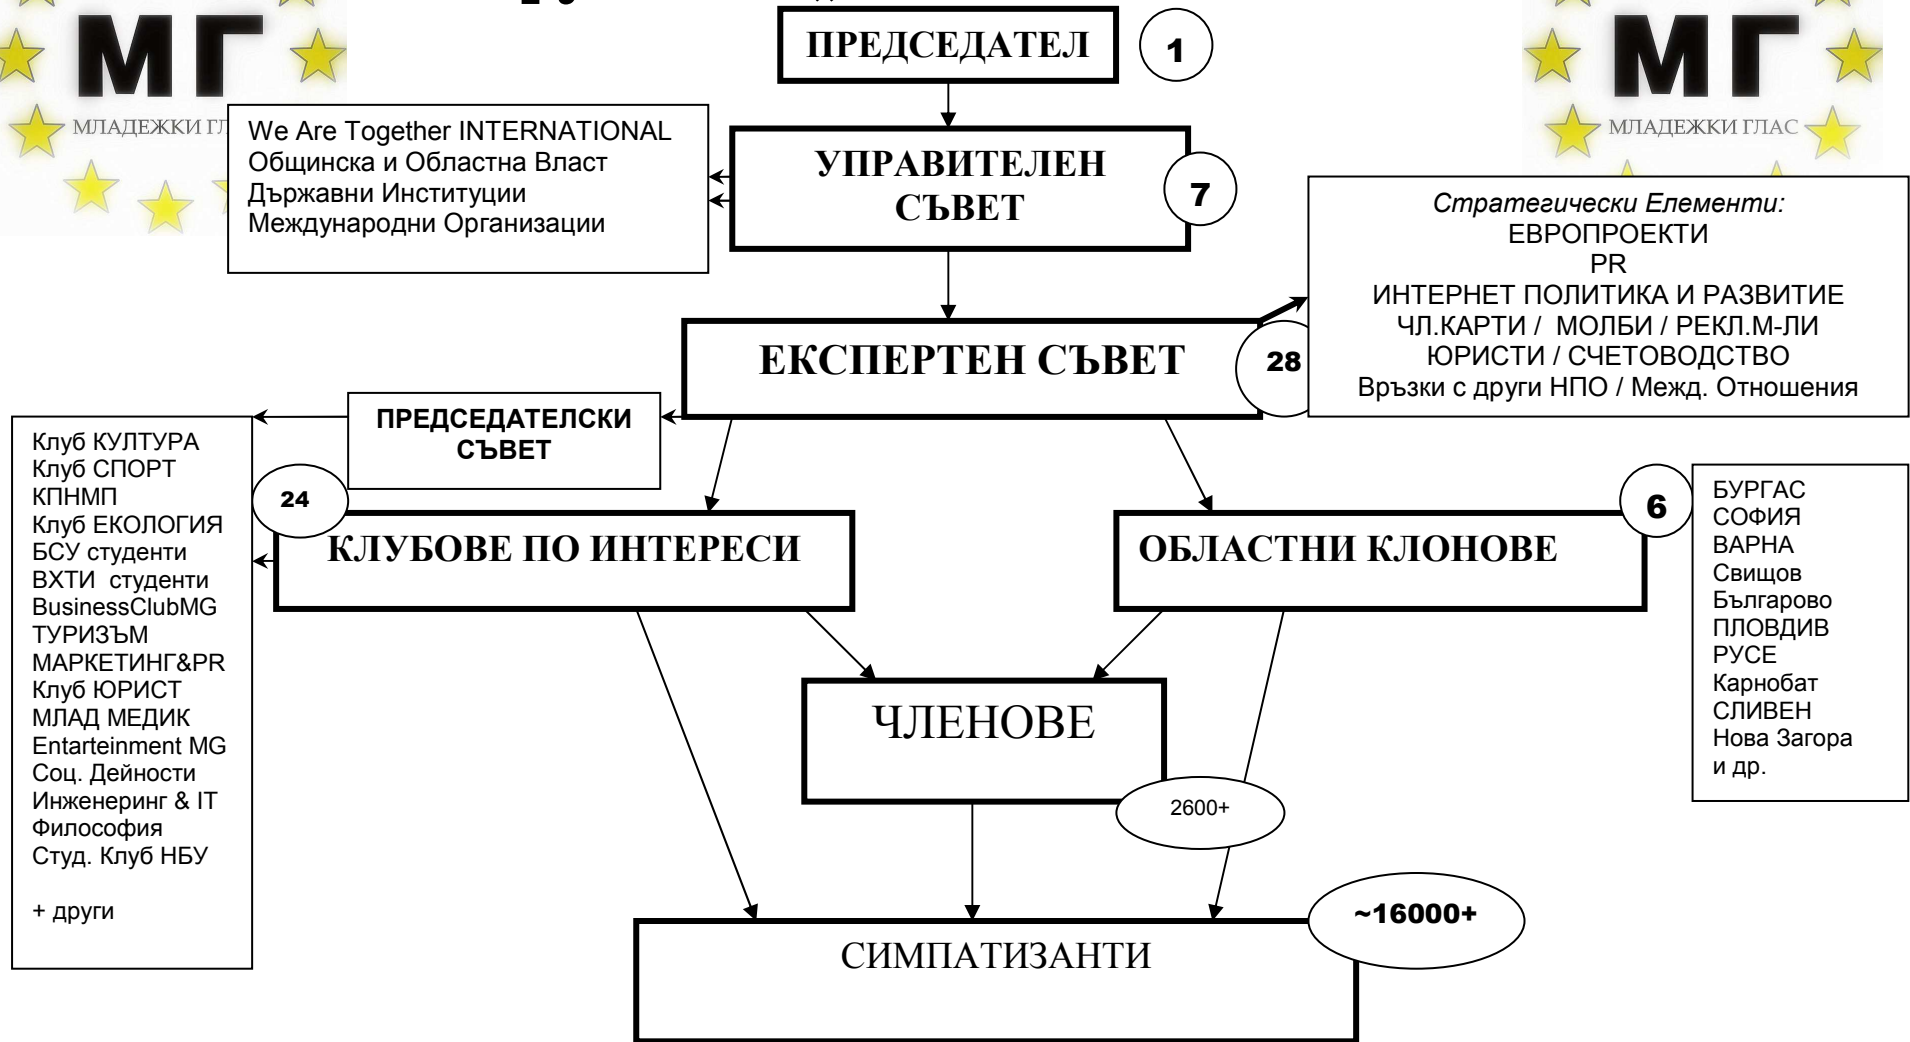 МГ
МЛАДЕЖКИ ГЛ
МГ
МЛАДЕЖКИ ГЛАС
ПРЕДСЕДАТЕЛ
1
We Are Together INTERNATIONAL
Общинска и Областна Власт
Държавни Институции
Международни Организации
УПРАВИТЕЛЕН
СЪВЕТ
7
Стратегически Елементи:
ЕВРОПРОЕКТИ
PR
ИНТЕРНЕТ ПОЛИТИКА И РАЗВИТИЕ
ЧЛ.КАРТИ / МОЛБИ / РЕКЛ.М-ЛИ
ЮРИСТИ / СЧЕТОВОДСТВО
Връзки с други НПО / Межд. Отношения
ЕКСПЕРТЕН СЪВЕТ
28
ПРЕДСЕДАТЕЛСКИ
СЪВЕТ
Клуб КУЛТУРА
Клуб СПОРТ
КПНМП
Клуб ЕКОЛОГИЯ
БСУ студенти
ВХТИ студенти
BusinessClubMG
ТУРИЗЪМ
МАРКЕТИНГ&PR
Клуб ЮРИСТ
МЛАД МЕДИК
Entarteinment MG
Соц. Дейности
Инженеринг & IT
Философия
Студ. Клуб НБУ
+ други
24
КЛУБОВЕ ПО ИНТЕРЕСИ
ОБЛАСТНИ КЛОНОВЕ
6
БУРГАС
СОФИЯ
ВАРНА
Свищов
Българово
ПЛОВДИВ
РУСЕ
Карнобат
СЛИВЕН
Нова Загора
и др.
ЧЛЕНОВЕ
2600+
СИМПАТИЗАНТИ
~16000+